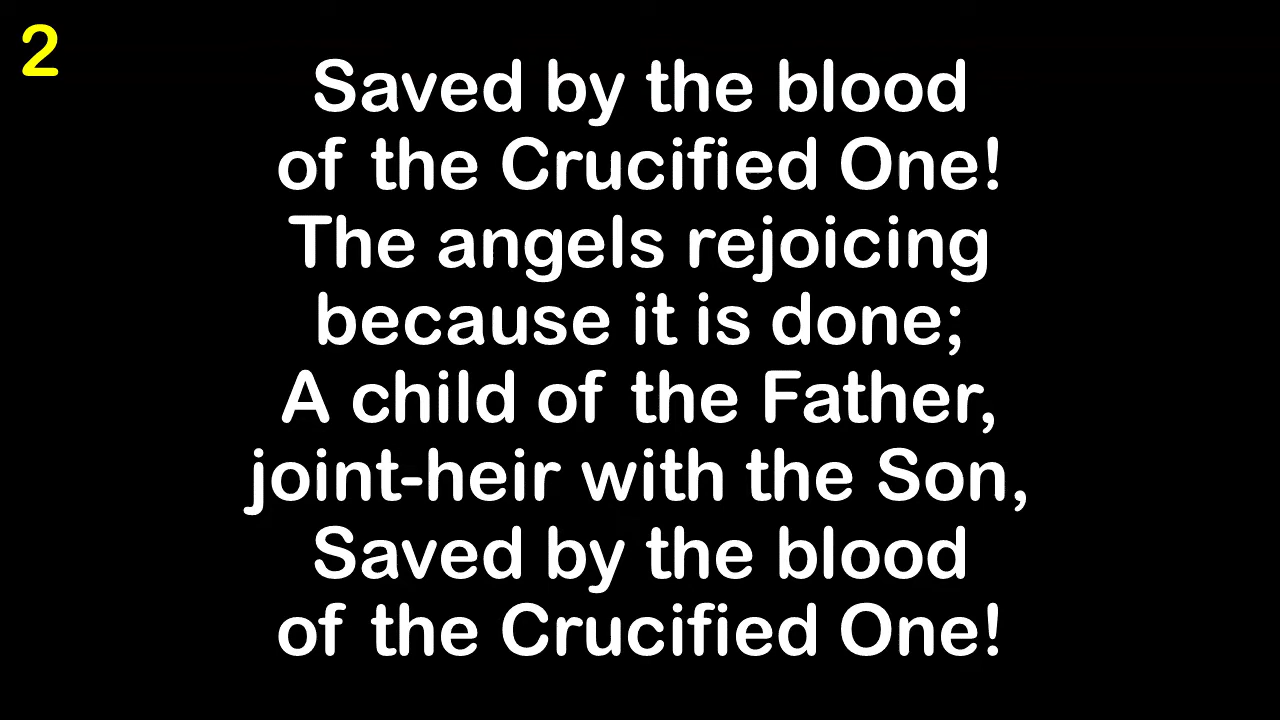 2
Saved by the blood
of the Crucified One!
The angels rejoicing
because it is done;
A child of the Father,
joint-heir with the Son,
Saved by the blood
of the Crucified One!